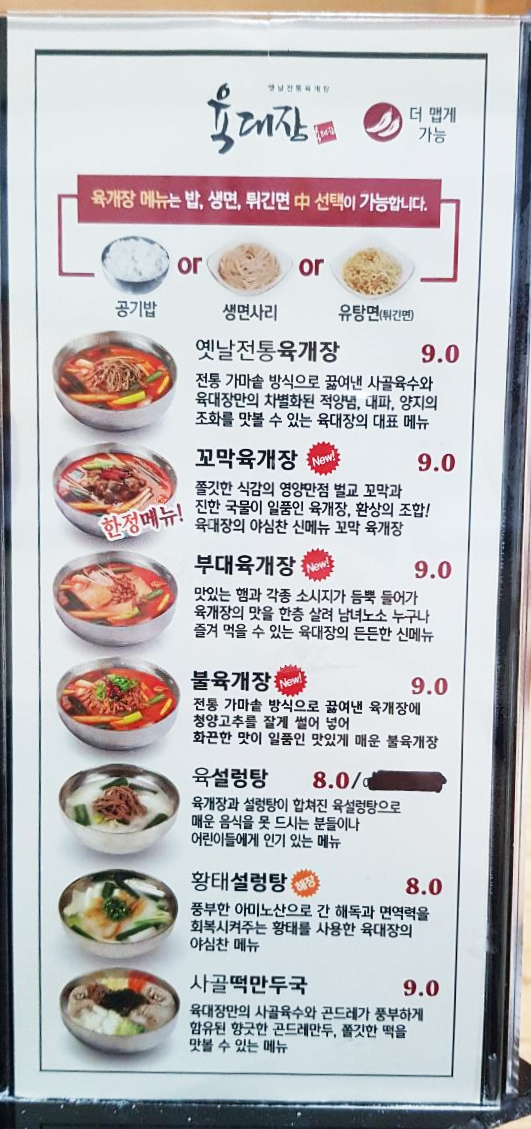 옛날전통육개장
육대장
더 맵게
가능
육개장 메뉴는 밥, 생면, 튀긴면 中 선택이 가능합니다.
or or
공기밥 생면사리 유탕면(튀긴면)
옛날전통육개장 9.0
전통 가마솥 방식으로 끓여낸 사골육수와
육대장만의 차별화된 적양념, 대파, 양지의
조화를 맛볼 수 있는 육대장의 대표 메뉴
꼬막육개장 New! 9.0
쫄깃한 식감의 영양만점 벌교 꼬막과
진한 국물이 일품인 육개장, 환상의 조합!
육대장의 야심찬 신메뉴 꼬막 육개장
한정메뉴!
부대육개장 New! 9.0
맛있는 햄과 각종 소시지가 듬뿍 들어가
육개장의 맛을 한층 살려 남녀노소 누구나
즐겨 먹을 수 있는 육대장의 든든한 신메뉴
불육개장 New! 9.0
전통 가마솥 방식으로 끓여낸 육개장에
청양고추를 잘게 썰어 넣어
화끈한 맛이 일품인 맛있게 매운 불육개장
육설렁탕 8.0/
육개장과 설렁탕이 합쳐진 육설렁탕으로
매운 음식을 못 드시는 분들이나
어린이들에게 인기 있는 메뉴
황태설렁탕 해장 8.0
풍부한 아미노산으로 간 해독과 면역력을
회복시켜주는 황태를 사용한 육대장의
야심찬 메뉴
사골떡만두국 9.0
육대장만의 사골육수와 곤드레가 풍부하게
함유된 향긋한 곤드레만두, 쫄깃한 떡을
맛볼 수 있는 메뉴